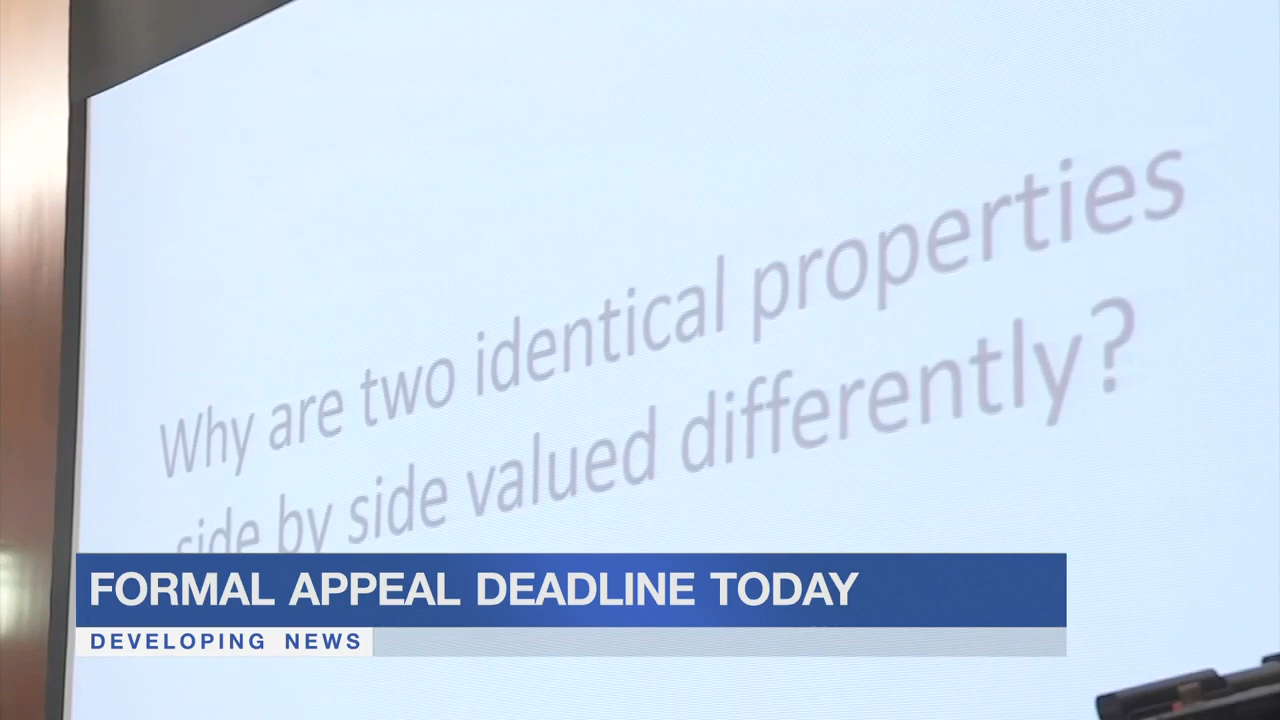 Why are two identical properties
side by side valued differently?
FORMAL APPEAL DEADLINE TODAY
DEVELOPING NEWS